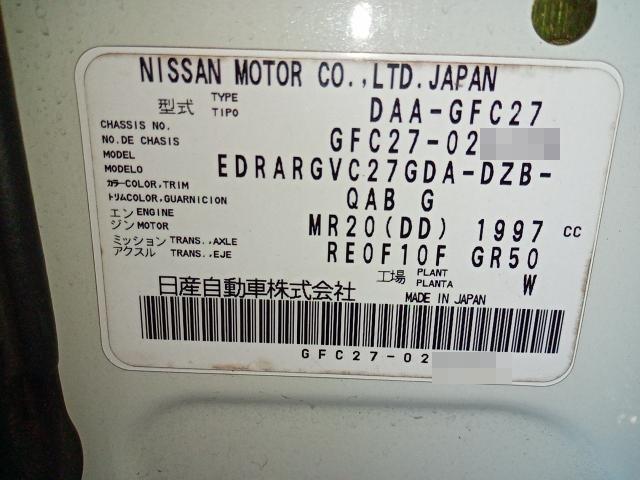 NISSAN MOTOR CO.,LTD.JAPAN
型式 TYPE TIPO DAA-GFC27
CHASSIS NO.
NO.DE CHASIS GFC27-02
MODEL
MODELO EDRARGVC27GDA-DZB-
カラーCOLOR,TRIM
トリムCOLOR,GUARNICION QAB G
エンジン ENGINE MOTOR MR20(DD) 1997 cc
ミッション TRANS.,AXLE
アクスル TRANS.,EJE RE0F10F GR50
工場 PLANT PLANTA W
日産自動車株式会社 MADE IN JAPAN
GFC27-02